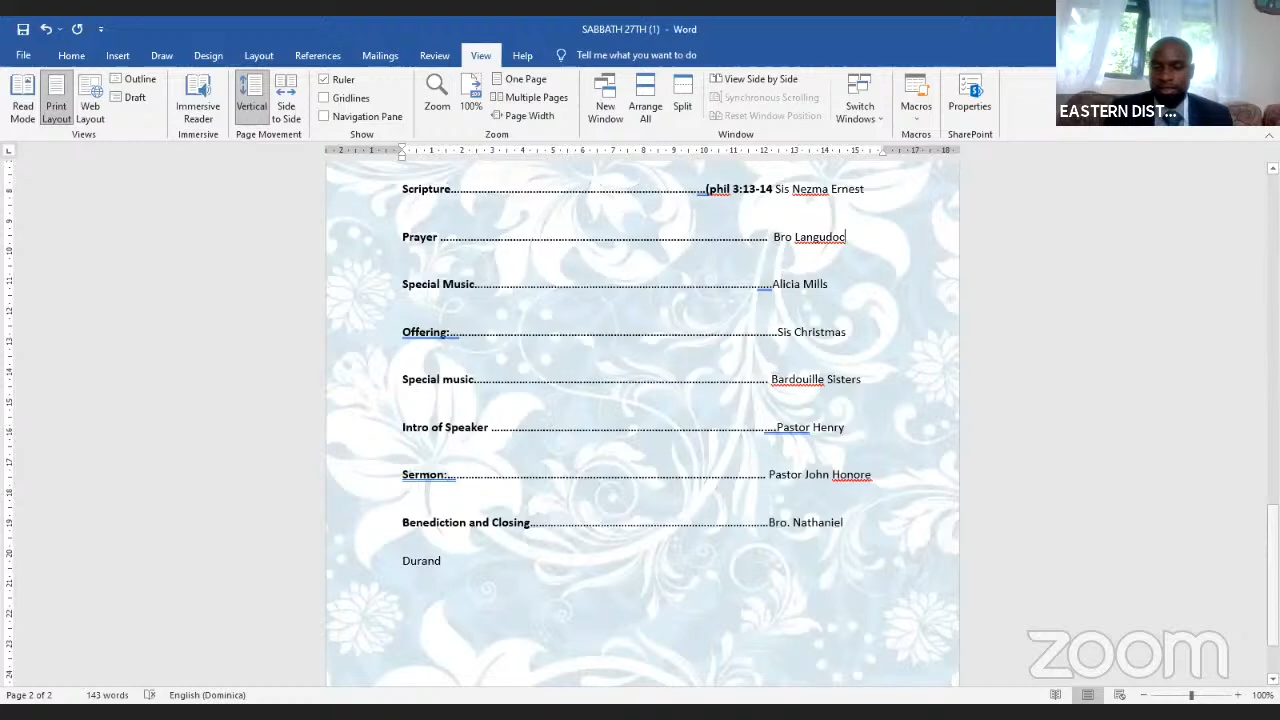 SABBATH 27TH (1) - Word
File Home Insert Draw Design Layout References Mailings Review View Help Tell me what you want to do
Read Mode
Print Layout
Web Layout
Outline
Draft
Views
Immersive Reader
Immersive
Vertical
Side to Side
Page Movement
Ruler
Gridlines
Navigation Pane
Show
Zoom
100%
One Page
Multiple Pages
Page Width
Zoom
New Window
Arrange All
Split
View Side by Side
Synchronous Scrolling
Reset Window Position
Window
Switch Windows
Macros
Macros
Properties
SharePoint
EASTERN DIST...
Scripture.......................................................................................(phil 3:13-14 Sis Nezma Ernest
Prayer ............................................................................................................. Bro Langudoc
Special Music...................................................................................................Alicia Mills
Offering:.............................................................................................................Sis Christmas
Special music.................................................................................................. Bardouille Sisters
Intro of Speaker ...............................................................................................Pastor Henry
Sermon:.......................................................................................................... Pastor John Honore
Benediction and Closing...............................................................................Bro. Nathaniel
Durand
zoom
Page 2 of 2 143 words English (Dominica) 100%